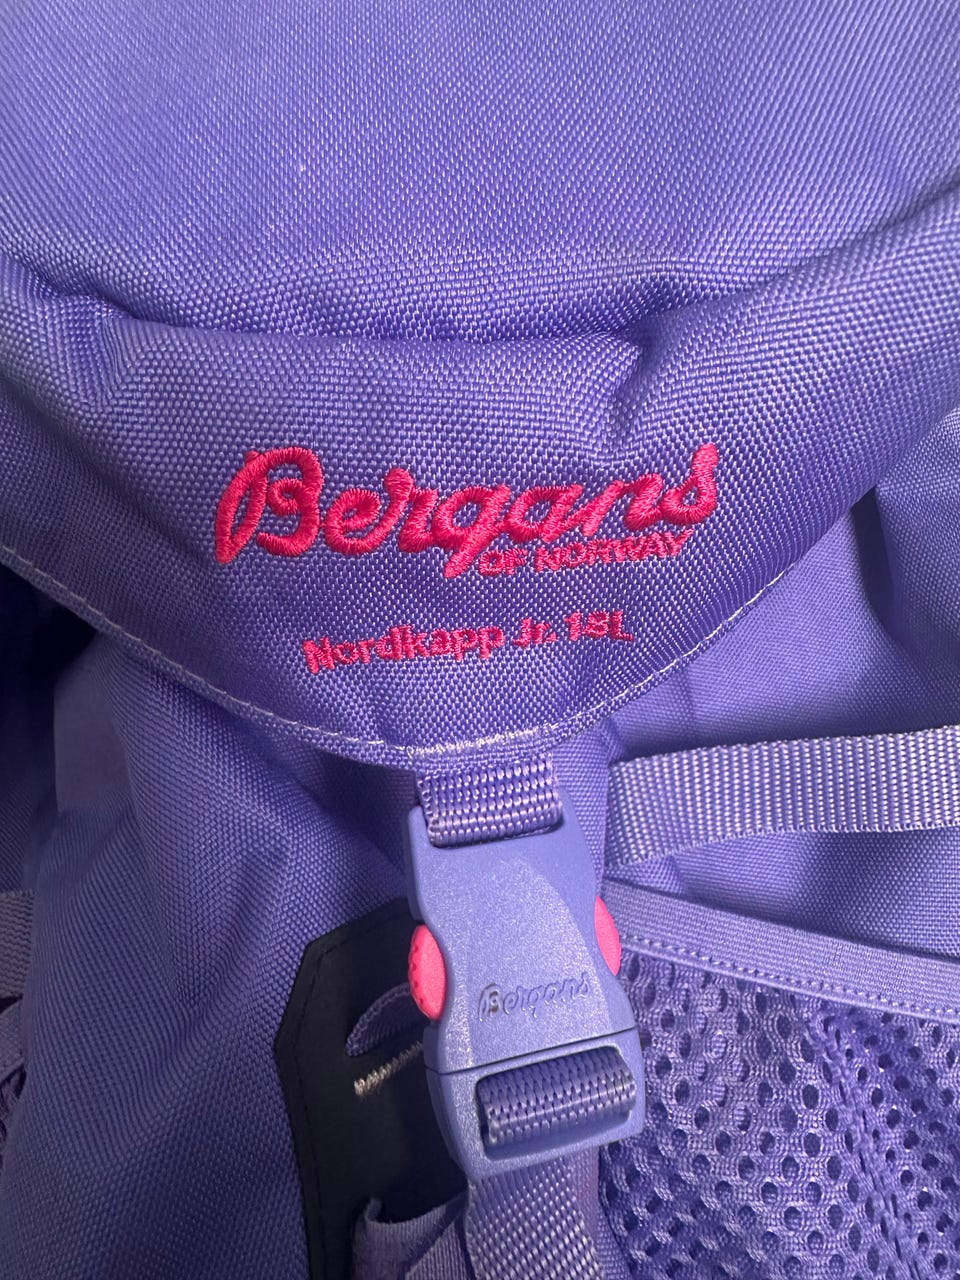 Bergans
OF NORWAY
Nordkapp Jr. 18L
Bergans